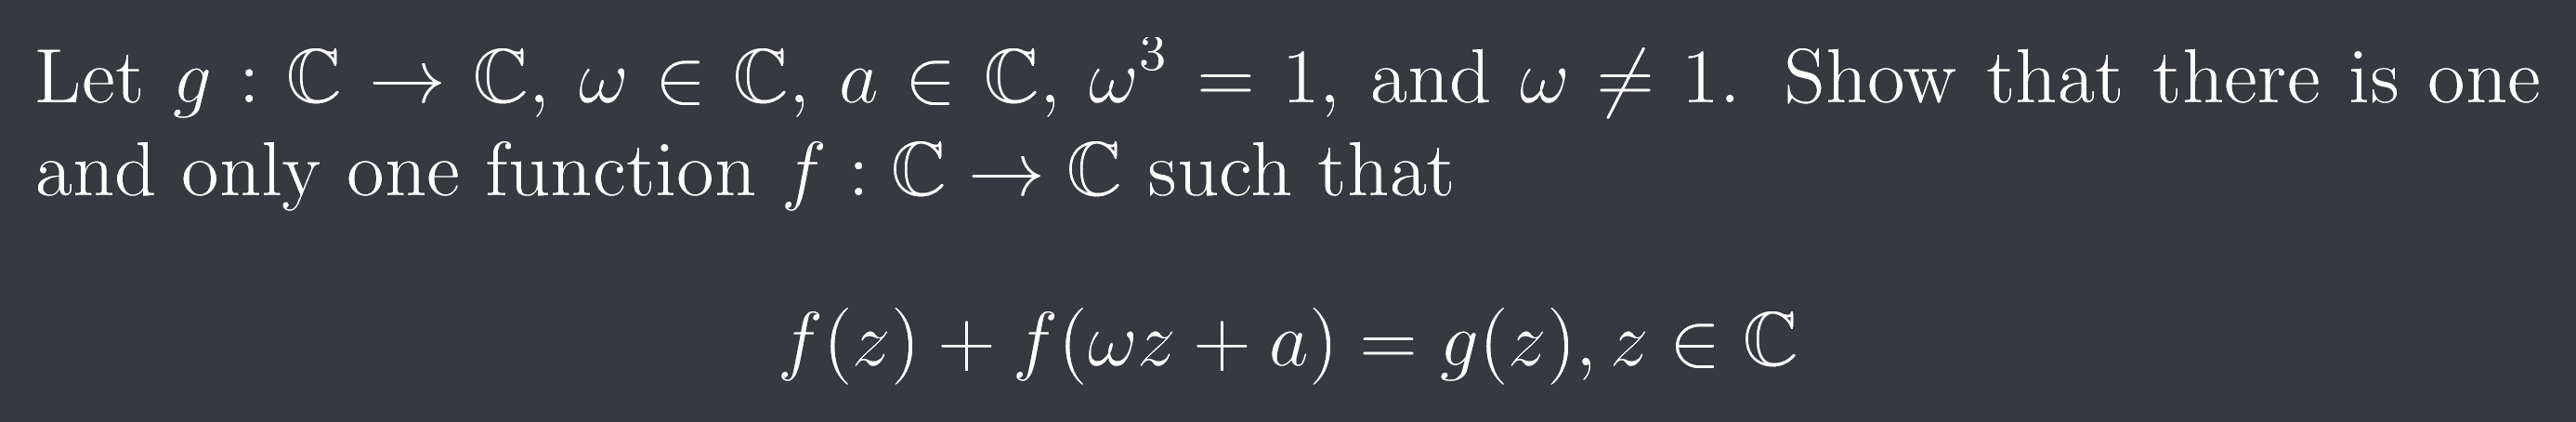 Let g : ℂ → ℂ, ω ∈ ℂ, a ∈ ℂ, ω³ = 1, and ω ≠ 1. Show that there is one
and only one function f : ℂ → ℂ such that
f(z) + f(ωz + a) = g(z), z ∈ ℂ